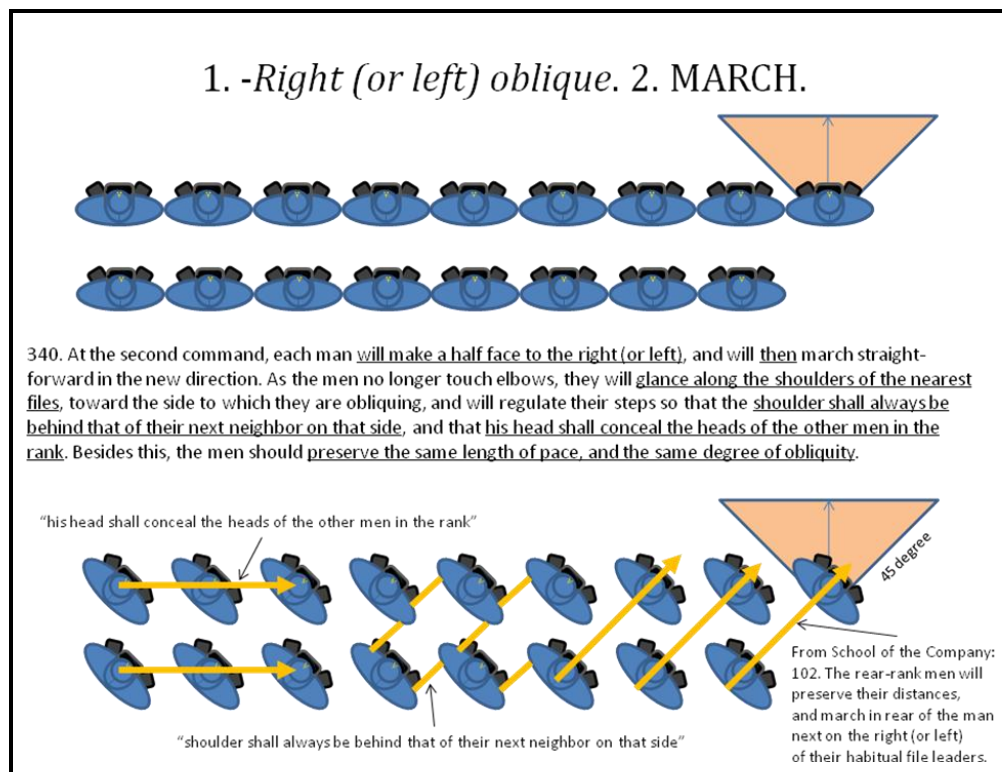 1. -Right (or left) oblique. 2. MARCH.
340. At the second command, each man will make a half face to the right (or left), and will then march straight-
forward in the new direction. As the men no longer touch elbows, they will glance along the shoulders of the nearest
files, toward the side to which they are obliquing, and will regulate their steps so that the shoulder shall always be
behind that of their next neighbor on that side, and that his head shall conceal the heads of the other men in the
rank. Besides this, the men should preserve the same length of pace, and the same degree of obliquity.
“his head shall conceal the heads of the other men in the rank”
45 degree
From School of the Company:
102. The rear-rank men will
preserve their distances,
and march in rear of the man
next on the right (or left)
of their habitual file leaders.
“shoulder shall always be behind that of their next neighbor on that side”